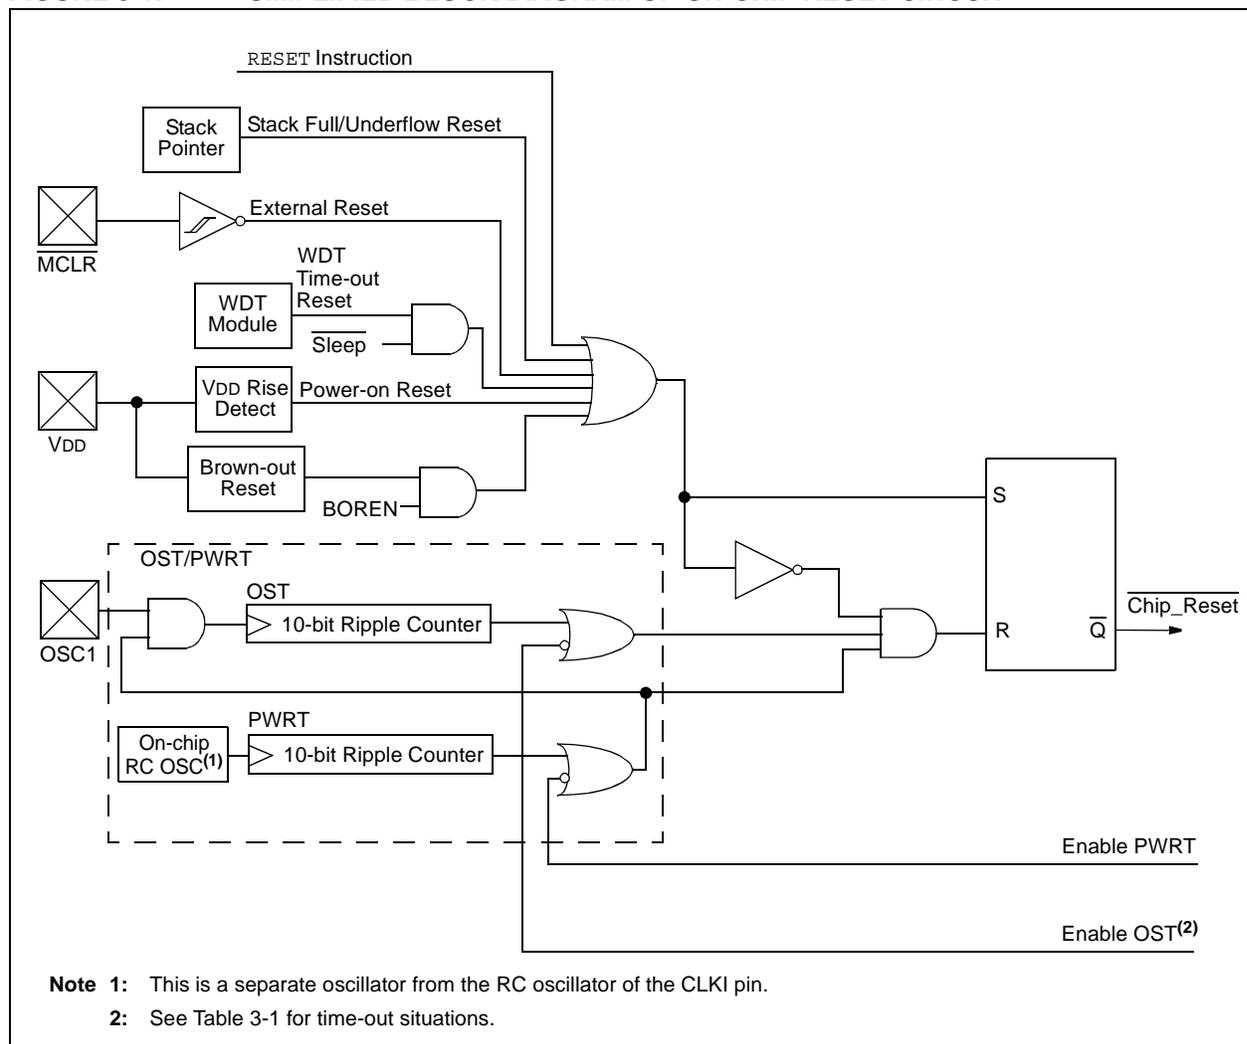 RESET Instruction
Stack
Pointer
Stack Full/Underflow Reset
External Reset
MCLR
WDT
Time-out
Reset
WDT
Module
Sleep
VDD Rise
Detect
Power-on Reset
VDD
Brown-out
Reset
BOREN
S
OST/PWRT
OST
10-bit Ripple Counter
OSC1
Chip_Reset
R
Q
PWRT
On-chip
RC OSC(1)
10-bit Ripple Counter
Enable PWRT
Enable OST(2)
Note 1: This is a separate oscillator from the RC oscillator of the CLKI pin.
2: See Table 3-1 for time-out situations.